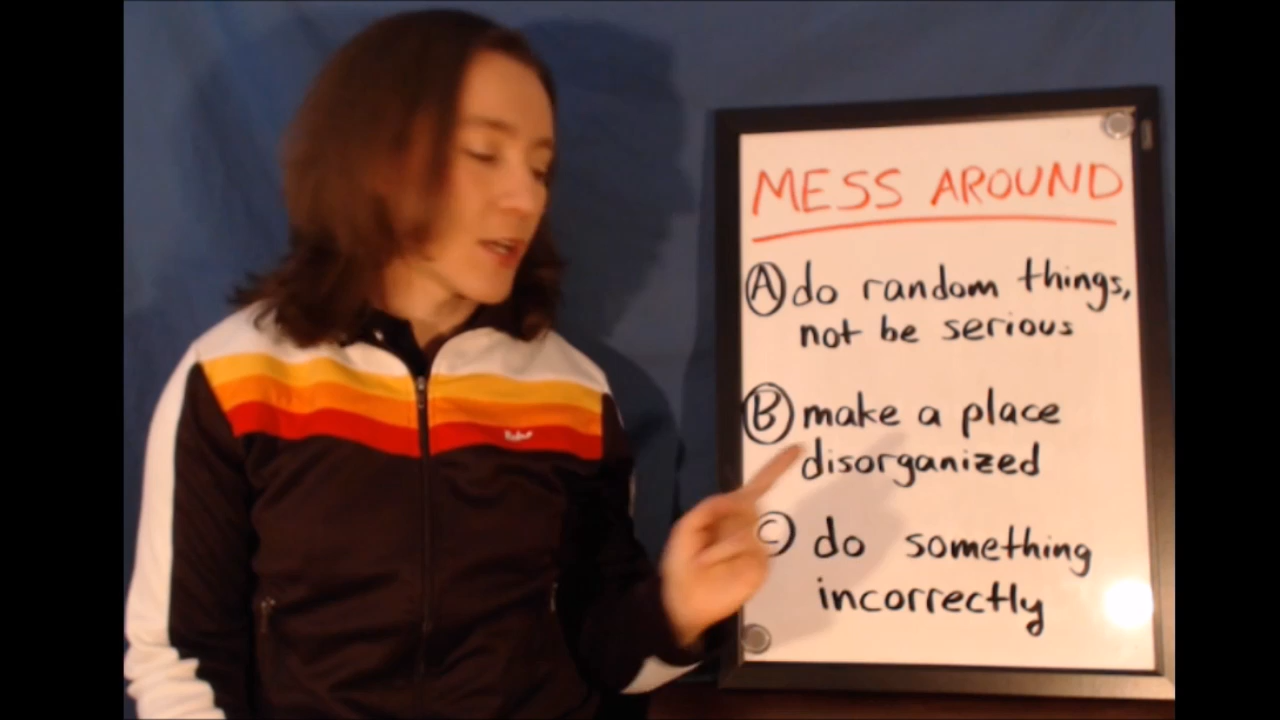 MESS AROUND
A do random things,
not be serious
B make a place
disorganized
C do something
incorrectly